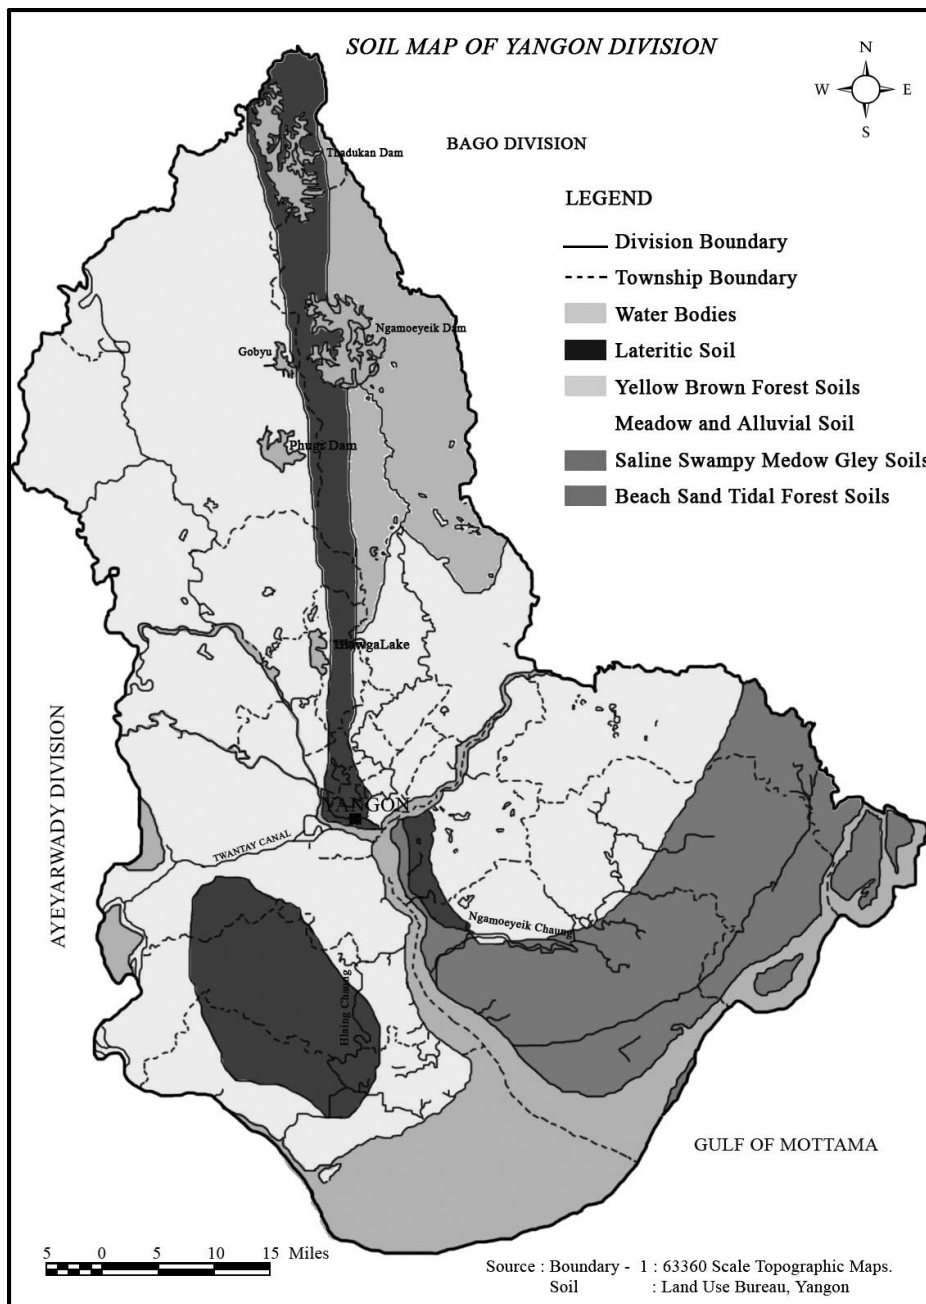 SOIL MAP OF YANGON DIVISION
N
W E
S
BAGO DIVISION
Thadukan Dam
LEGEND
Division Boundary
Township Boundary
Water Bodies
Lateritic Soil
Yellow Brown Forest Soils
Meadow and Alluvial Soil
Saline Swampy Medow Gley Soils
Beach Sand Tidal Forest Soils
Ngamoeyeik Dam
Gobyu
Phugi Dam
Lake
AYEYARWADY DIVISION
YANGON
TWANTAY CANAL
Ngamoeyeik Chaung
Hlaing Chaung
GULF OF MOTTAMA
5 0 5 10 15 Miles
Source : Boundary - 1 : 63360 Scale Topographic Maps.
Soil : Land Use Bureau, Yangon